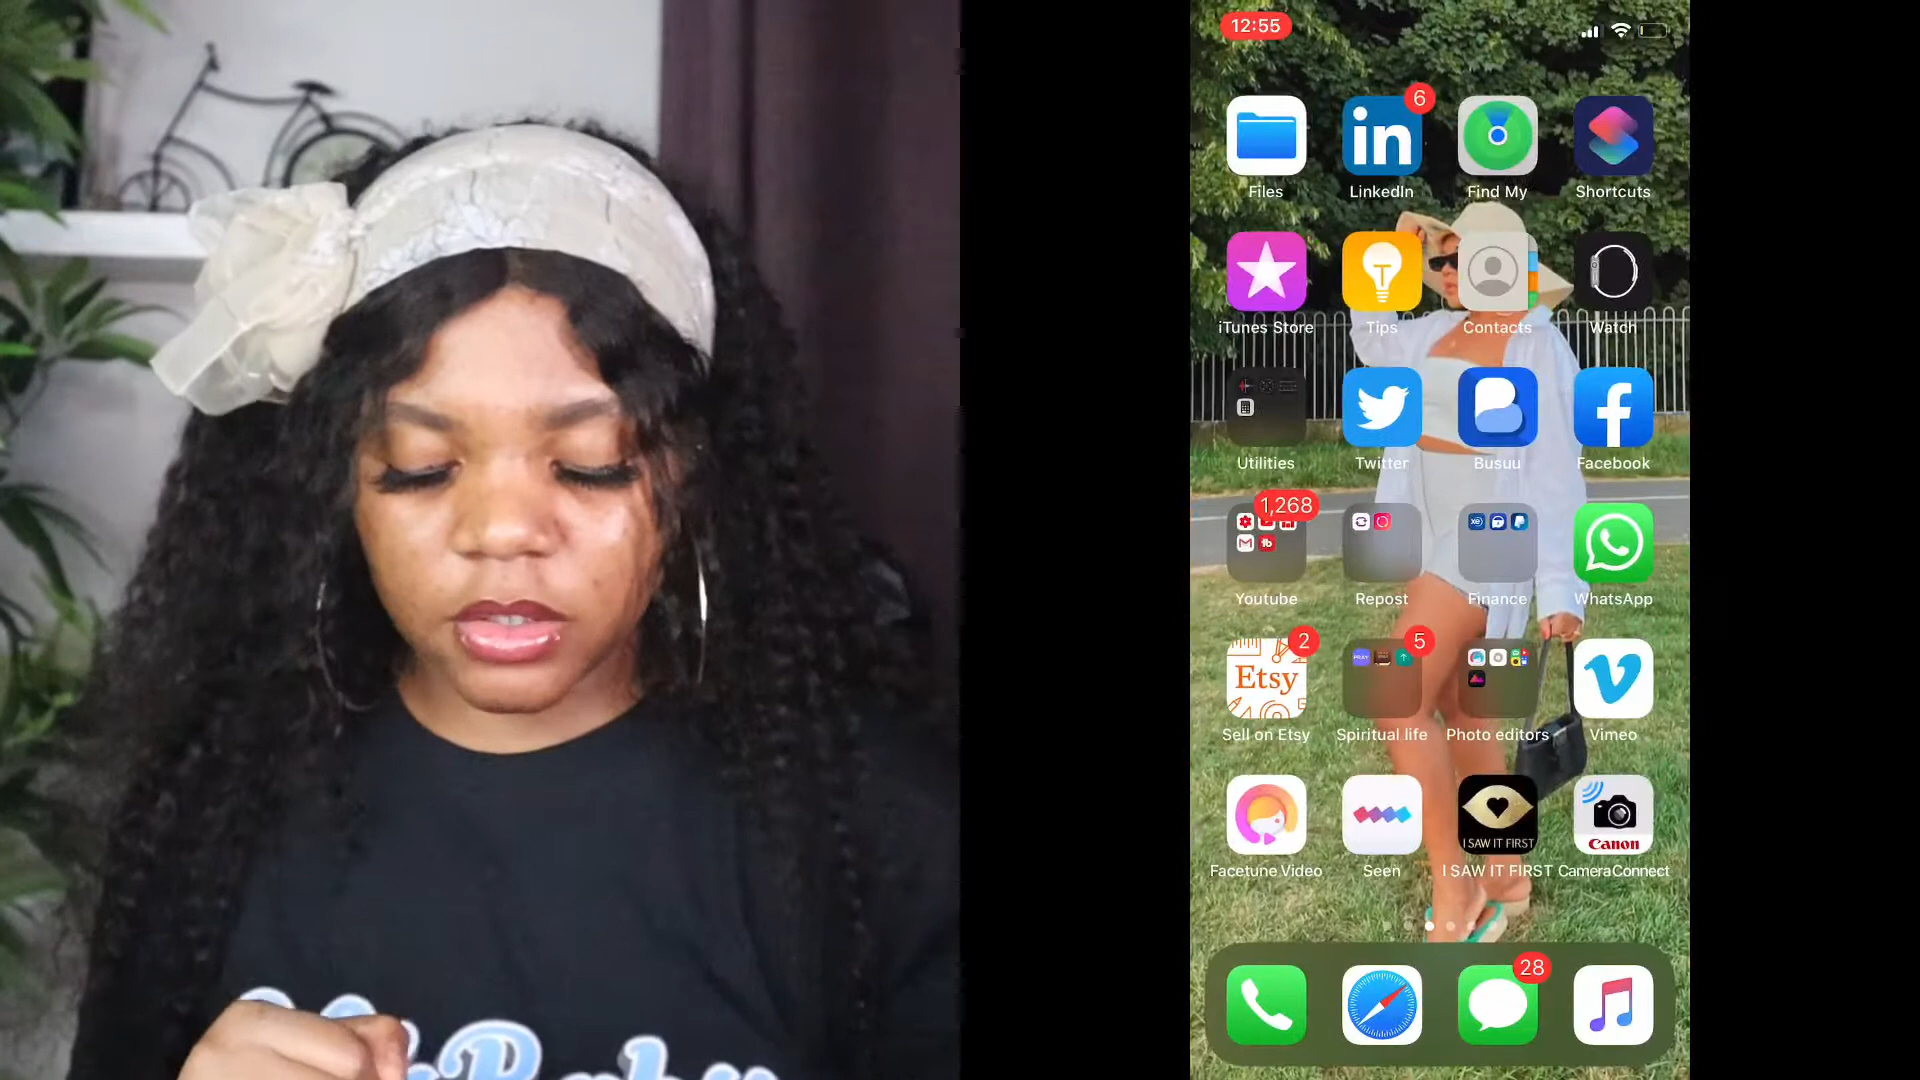 12:55
6
in
Files
LinkedIn
Find My
Shortcuts
iTunes Store
Tips
Contacts
Watch
Utilities
Twitter
Busuu
Facebook
1,268
Youtube
Repost
Finance
WhatsApp
2
5
Etsy
PRAY
Sell on Etsy
Spiritual life
Photo editors
Vimeo
I SAW IT FIRST
Canon
Facetune Video
Seen
I SAW IT FIRST
CameraConnect
28